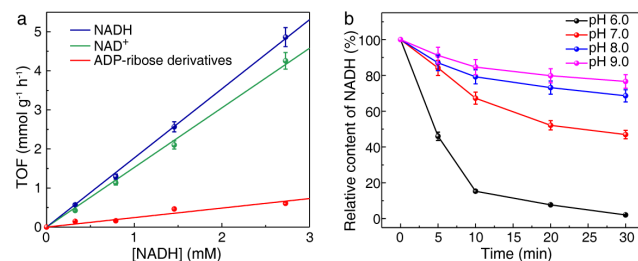 a
NADH
NAD⁺
ADP-ribose derivatives
TOF (mmol g⁻¹ h⁻¹)
5
4
3
2
1
0
0 1 2 3
[NADH] (mM)
b
pH 6.0
pH 7.0
pH 8.0
pH 9.0
Relative content of NADH (%)
100
80
60
40
20
0
0 5 10 15 20 25 30
Time (min)